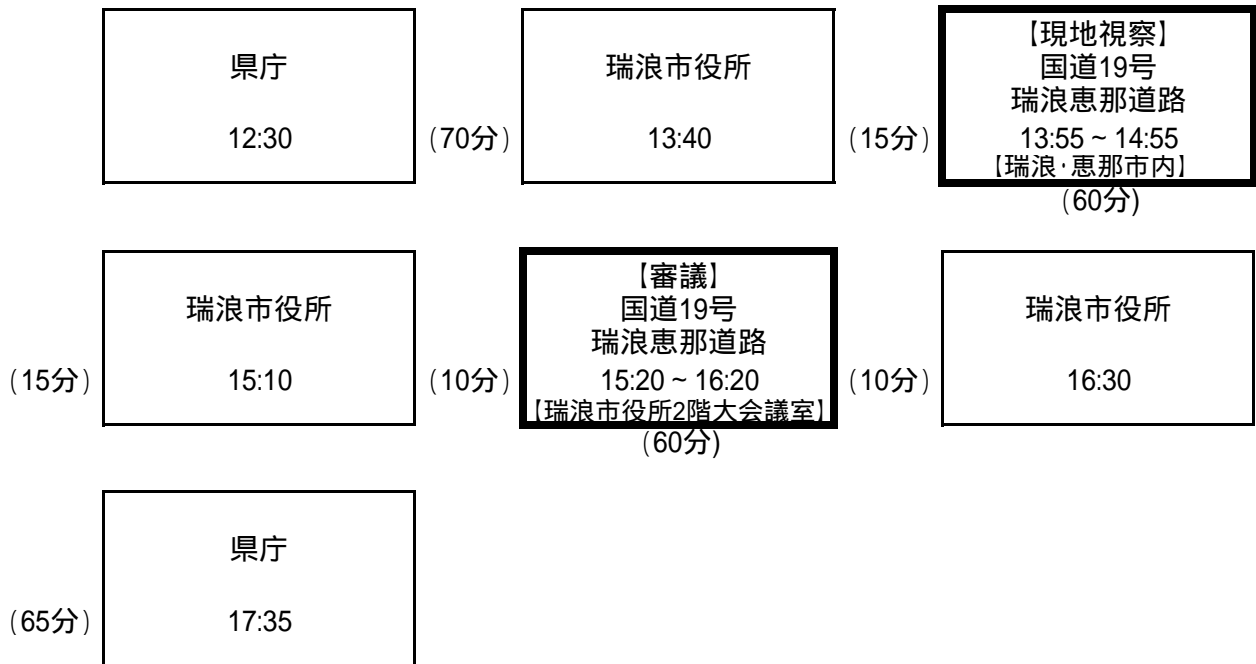 県庁
12:30
(70分)
瑞浪市役所
13:40
(15分)
【現地視察】
国道19号
瑞浪恵那道路
13:55 ~ 14:55
【瑞浪・恵那市内】
(60分)
(15分)
瑞浪市役所
15:10
(10分)
【審議】
国道19号
瑞浪恵那道路
15:20 ~ 16:20
【瑞浪市役所2階大会議室】
(60分)
(10分)
瑞浪市役所
16:30
(65分)
県庁
17:35